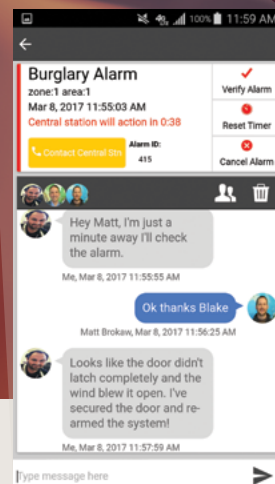 100% 11:59 AM
Burglary Alarm
zone:1 area:1
Mar 8, 2017 11:55:03 AM
Central station will action in 0:38
Contact Central Stn
Alarm ID:
415
Verify Alarm
Reset Timer
Cancel Alarm
Hey Matt, I'm just a
minute away I'll check
the alarm.
Me, Mar 8, 2017 11:55:55 AM
Ok thanks Blake
Matt Brokaw, Mar 8, 2017 11:56:25 AM
Looks like the door didn't
latch completely and the
wind blew it open. I've
secured the door and re-
armed the system!
Me, Mar 8, 2017 11:57:59 AM
Type message here